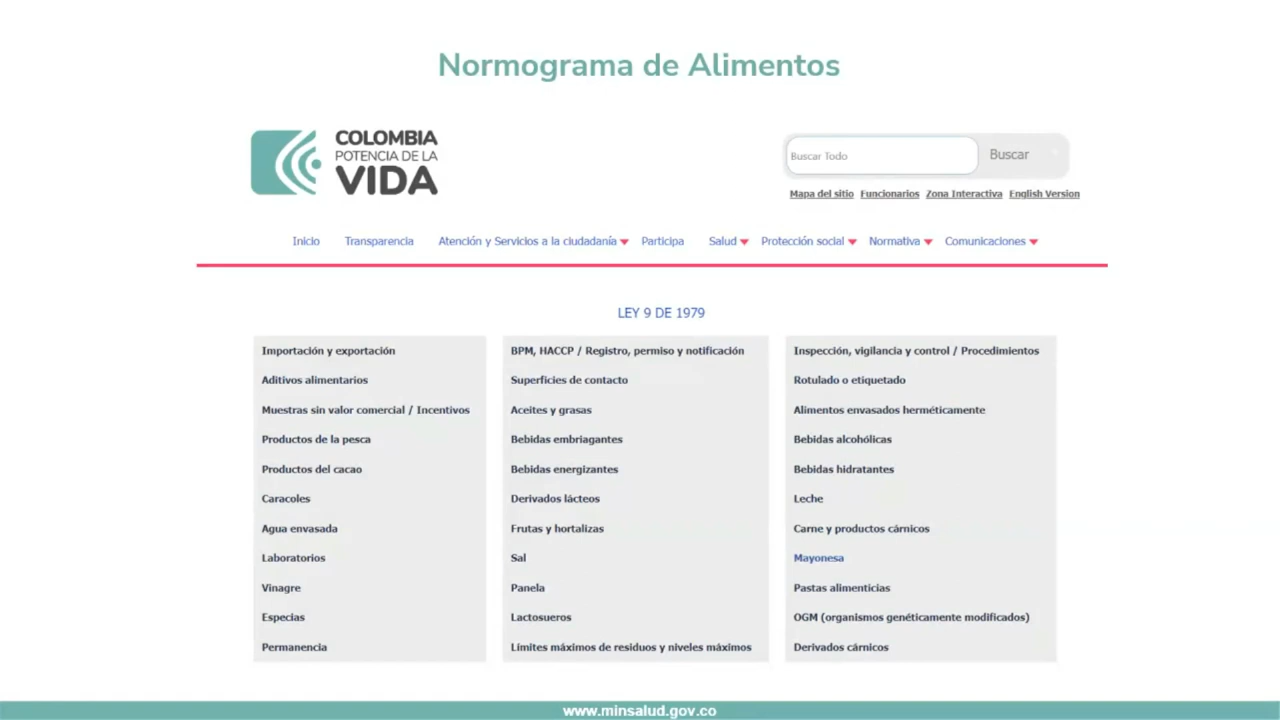 Normograma de Alimentos
COLOMBIA
POTENCIA DE LA
VIDA
Buscar Todo
Buscar
Mapa del sitio Funcionarios Zona Interactiva English Version
Inicio Transparencia Atención y Servicios a la ciudadanía Participa Salud Protección social Normativa Comunicaciones
LEY 9 DE 1979
Importación y exportación
Aditivos alimentarios
Muestras sin valor comercial / Incentivos
Productos de la pesca
Productos del cacao
Caracoles
Agua envasada
Laboratorios
Vinagre
Especias
Permanencia
BPM, HACCP / Registro, permiso y notificación
Superficies de contacto
Aceites y grasas
Bebidas embriagantes
Bebidas energizantes
Derivados lácteos
Frutas y hortalizas
Sal
Panela
Lactosueros
Límites máximos de residuos y niveles máximos
Inspección, vigilancia y control / Procedimientos
Rotulado o etiquetado
Alimentos envasados herméticamente
Bebidas alcohólicas
Bebidas hidratantes
Leche
Carne y productos cárnicos
Mayonesa
Pastas alimenticias
OGM (organismos genéticamente modificados)
Derivados cárnicos
www.minsalud.gov.co